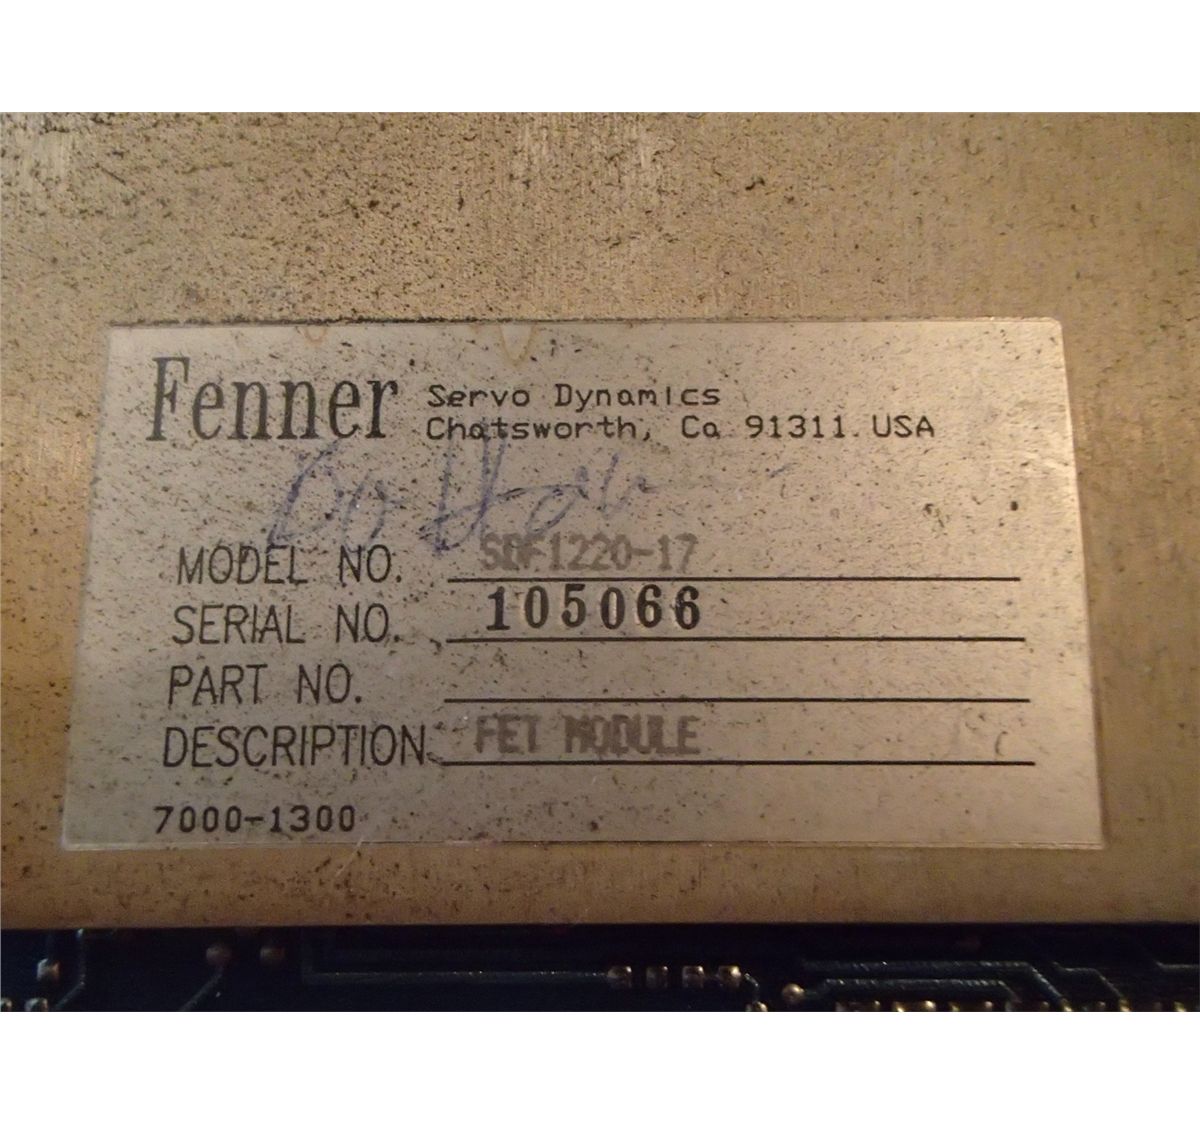 Fenner Servo Dynamics
Chatsworth, Ca 91311 USA
MODEL NO. SDF1220-17
SERIAL NO. 105066
PART NO.
DESCRIPTION FET MODULE
7000-1300